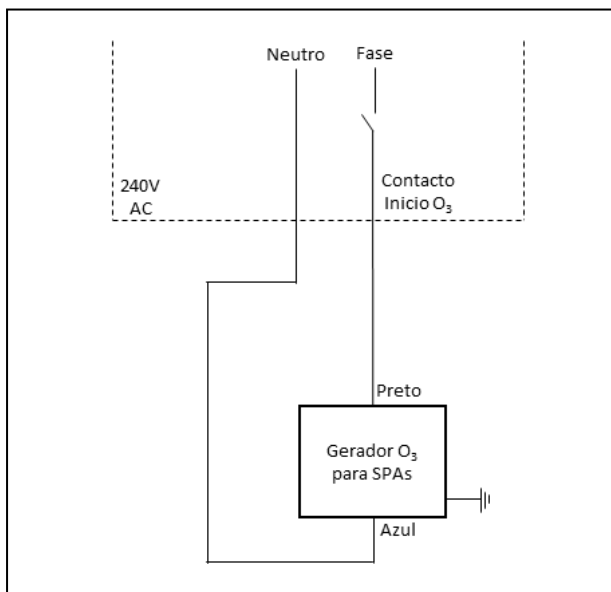 Neutro
Fase
240V
AC
Contacto
Inicio O₃
Preto
Gerador O₃
para SPAs
Azul